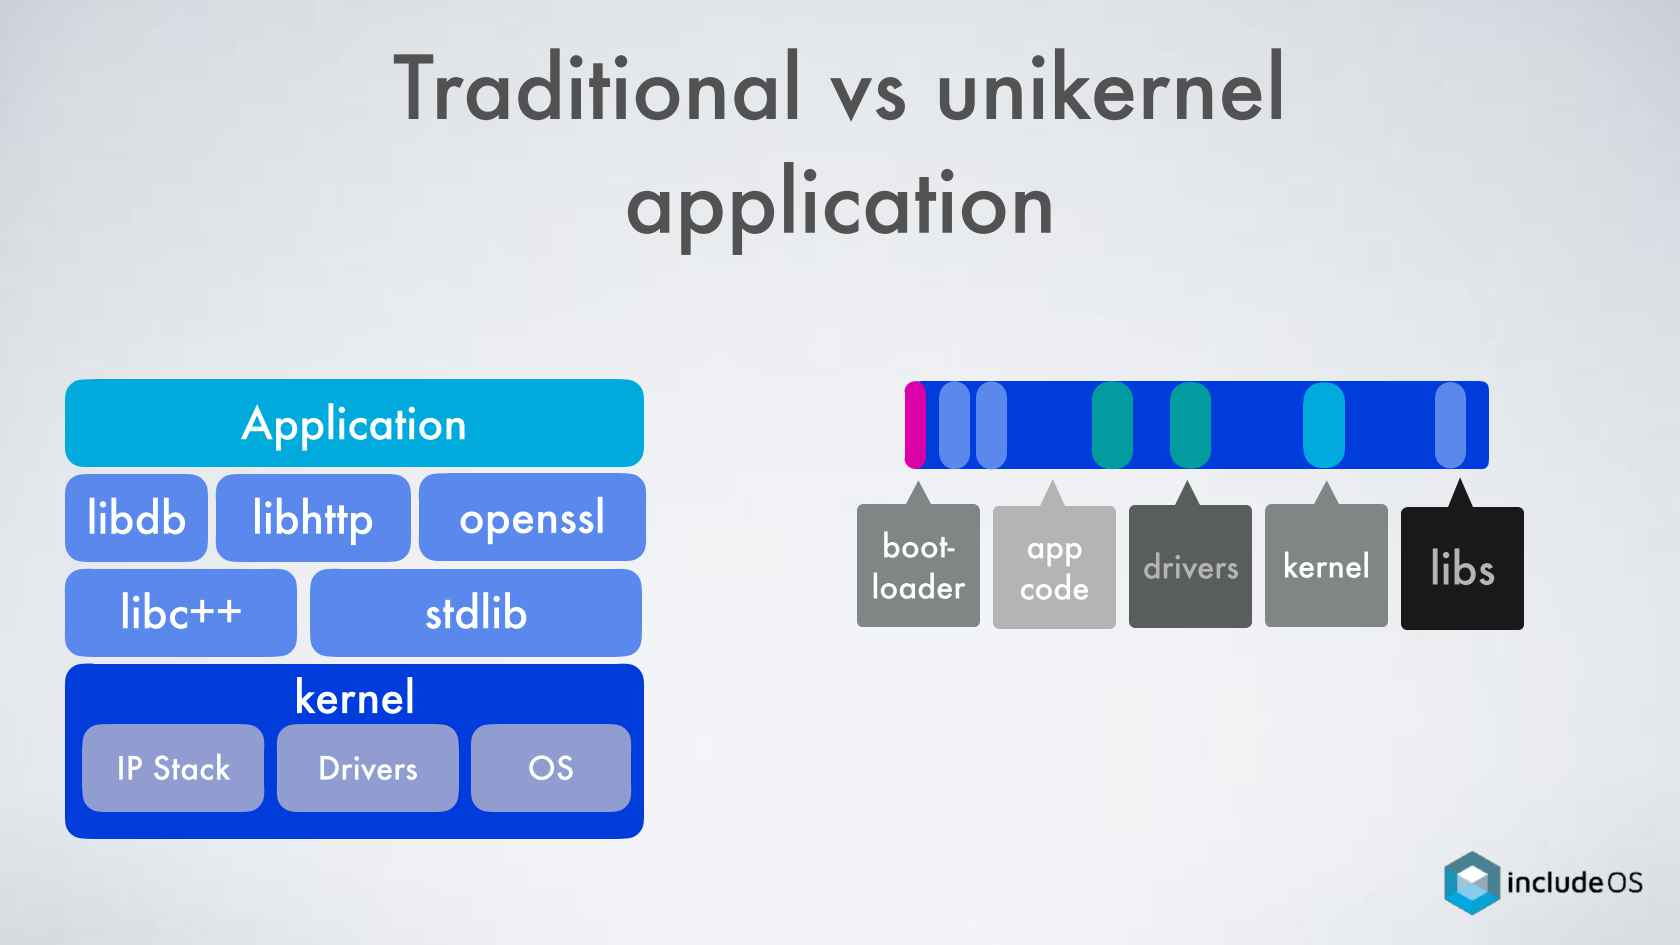 Traditional vs unikernel
application
Application
libdb libhttp openssl
libc++ stdlib
kernel
IP Stack Drivers OS
boot-
loader
app
code
drivers
kernel
libs
includeOS